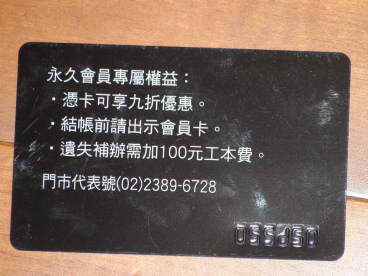 永久會員專屬權益：
・憑卡可享九折優惠。
・結帳前請出示會員卡。
・遺失補辦需加100元工本費。
門市代表號(02)2389-6728